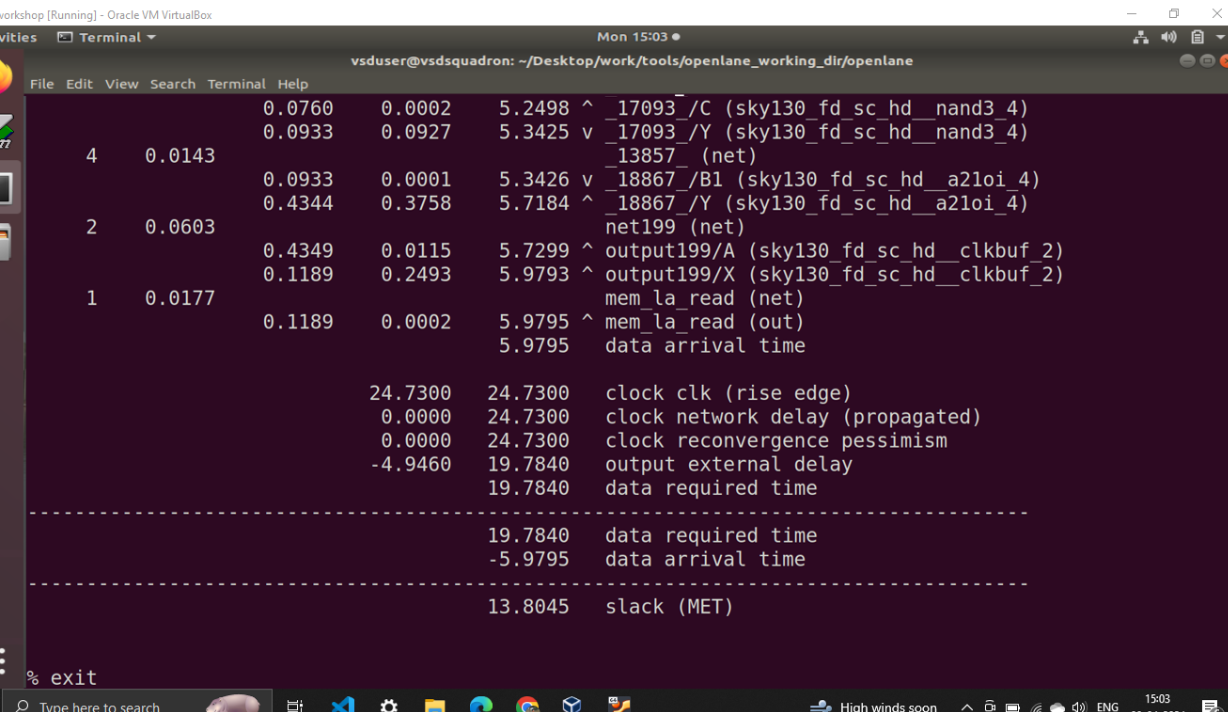 workshop [Running] - Oracle VM VirtualBox
vities Terminal Mon 15:03
vsduser@vsdsquadron: ~/Desktop/work/tools/openlane_working_dir/openlane
File Edit View Search Terminal Help
0.0760 0.0002 5.2498 ^ _17093_/C (sky130_fd_sc_hd__nand3_4)
0.0933 0.0927 5.3425 v _17093_/Y (sky130_fd_sc_hd__nand3_4)
4 0.0143 _13857_ (net)
0.0933 0.0001 5.3426 v _18867_/B1 (sky130_fd_sc_hd__a21oi_4)
0.4344 0.3758 5.7184 ^ _18867_/Y (sky130_fd_sc_hd__a21oi_4)
2 0.0603 net199 (net)
0.4349 0.0115 5.7299 ^ output199/A (sky130_fd_sc_hd__clkbuf_2)
0.1189 0.2493 5.9793 ^ output199/X (sky130_fd_sc_hd__clkbuf_2)
1 0.0177 mem_la_read (net)
0.1189 0.0002 5.9795 ^ mem_la_read (out)
5.9795 data arrival time
24.7300 24.7300 clock clk (rise edge)
0.0000 24.7300 clock network delay (propagated)
0.0000 24.7300 clock reconvergence pessimism
-4.9460 19.7840 output external delay
19.7840 data required time
-------------------------------------------------------------------------------------
19.7840 data required time
-5.9795 data arrival time
-------------------------------------------------------------------------------------
13.8045 slack (MET)
% exit
Type here to search High winds soon ENG 15:03